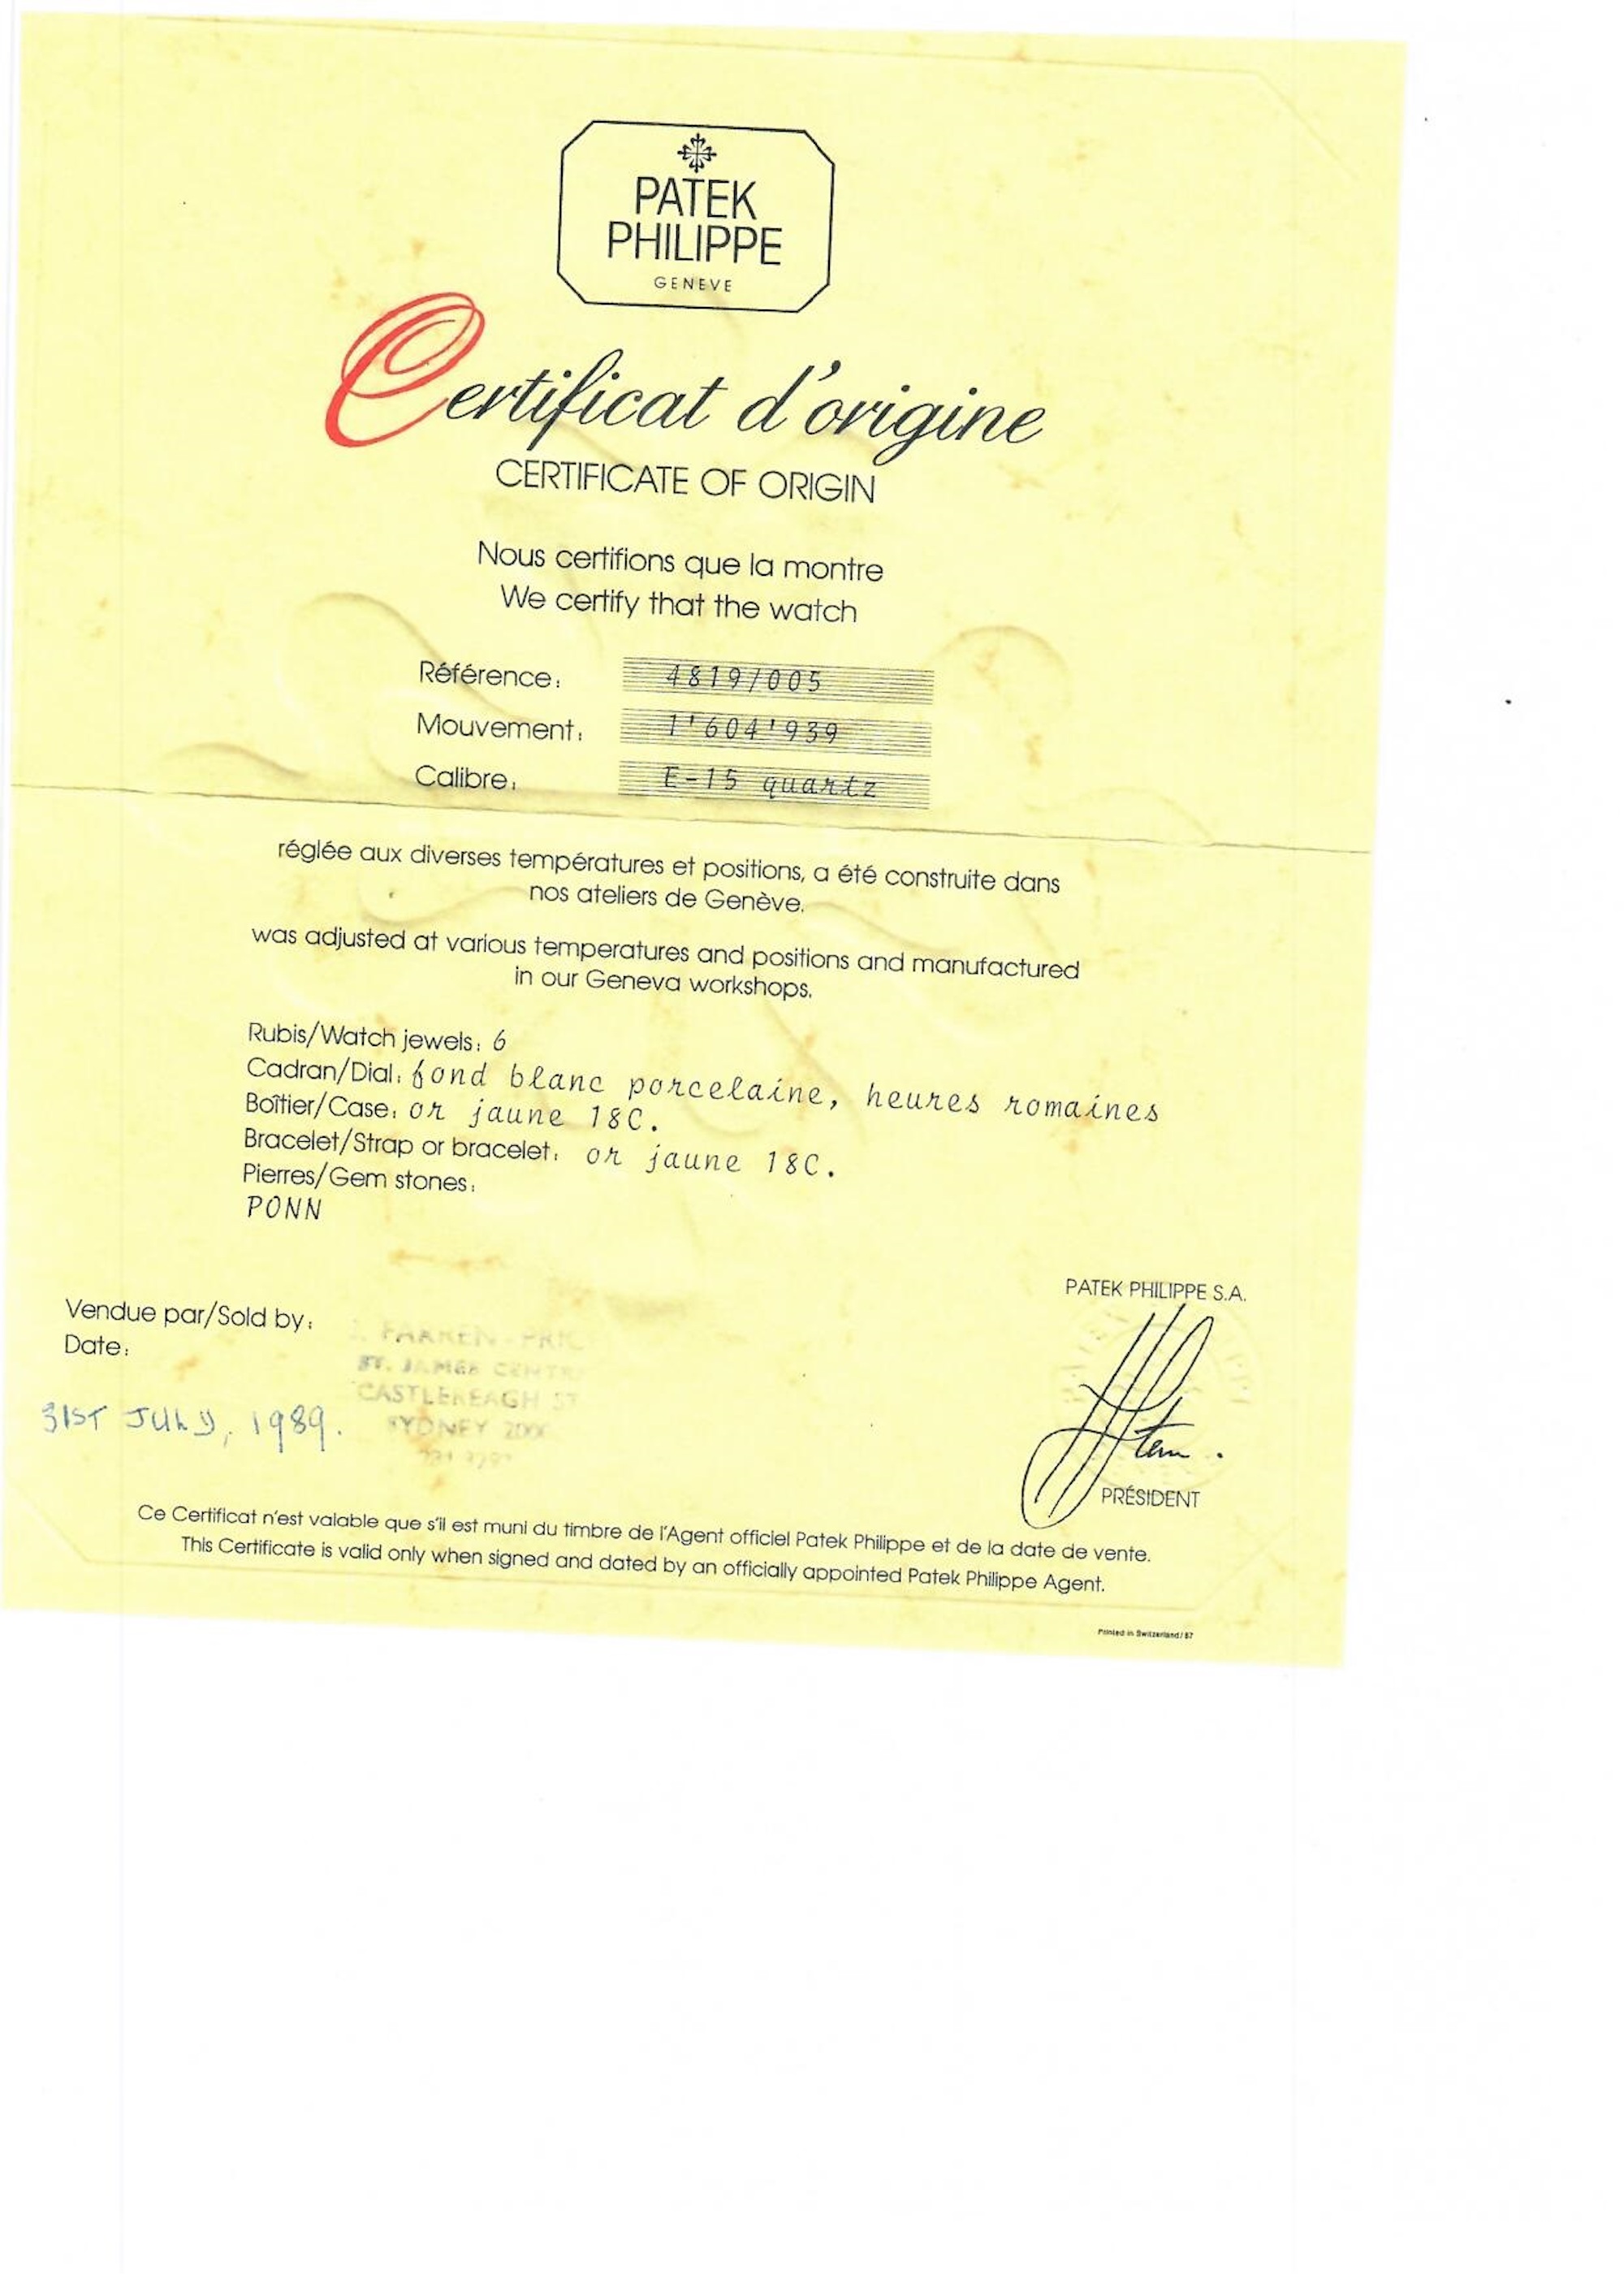 PATEK
PHILIPPE
GENEVE
Certificat d'origine
CERTIFICATE OF ORIGIN
Nous certifions que la montre
We certify that the watch
Référence: 4819/005
Mouvement: 1'604'939
Calibre: E-15 quartz
réglée aux diverses températures et positions, a été construite dans
nos ateliers de Genève.
was adjusted at various temperatures and positions and manufactured
in our Geneva workshops.
Rubis/Watch jewels: 6
Cadran/Dial: fond blanc porcelaine, heures romaines
Boîtier/Case: or jaune 18C.
Bracelet/Strap or bracelet: or jaune 18C.
Pierres/Gem stones:
PONN
PATEK PHILIPPE S.A.
Vendue par/Sold by:
Date:
FARREN
ST. JAMES
CASTLEREAGH ST
SYDNEY
31ST JULY, 1989.
PRÉSIDENT
Ce Certificat n'est valable que s'il est muni du timbre de l'Agent officiel Patek Philippe et de la date de vente.
This Certificate is valid only when signed and dated by an officially appointed Patek Philippe Agent.
Printed in Switzerland/87